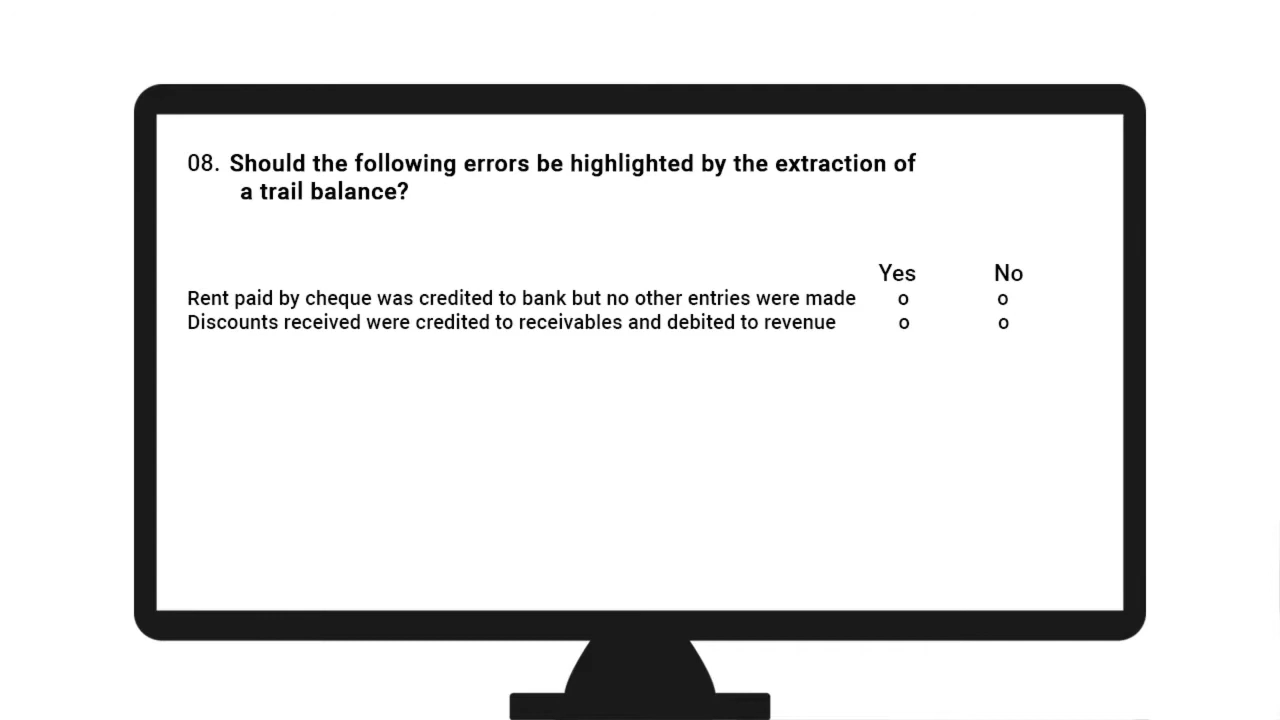 08. Should the following errors be highlighted by the extraction of
a trail balance?
Yes No
Rent paid by cheque was credited to bank but no other entries were made o o
Discounts received were credited to receivables and debited to revenue o o